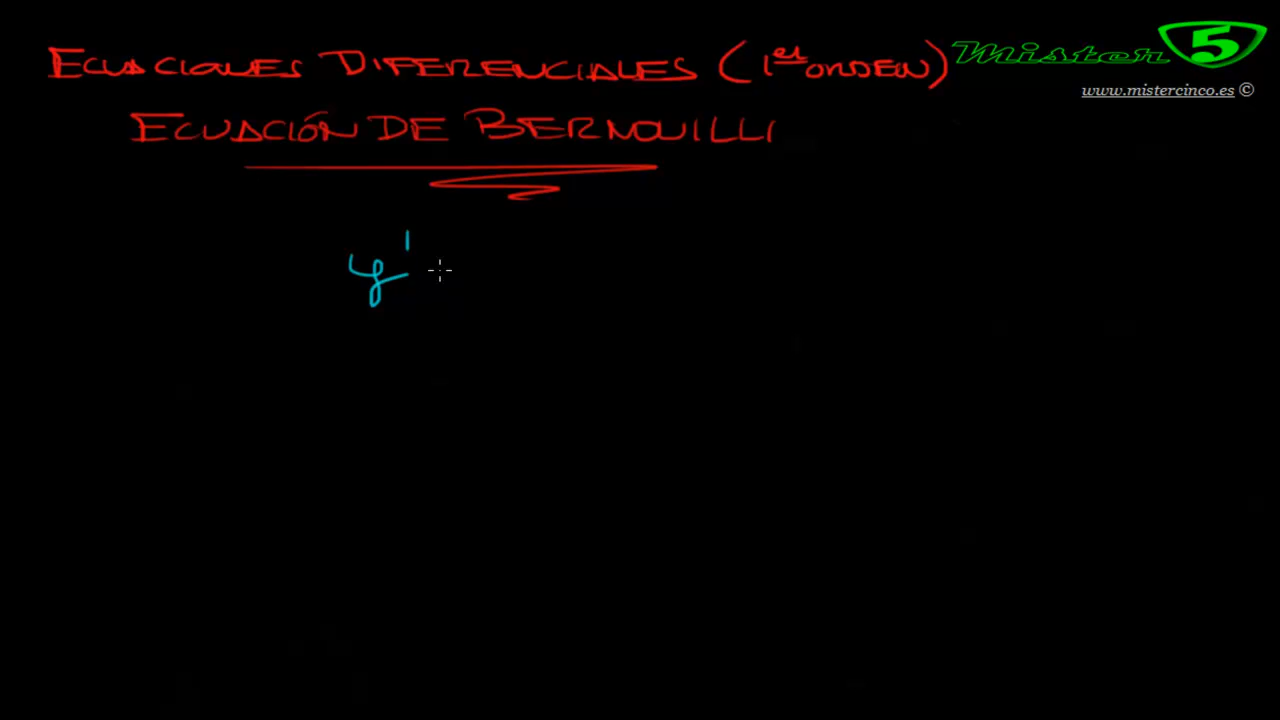 ECUACIONES DIFERENCIALES (1er ORDEN)
Mister 5
www.mistercinco.es ©
ECUACIÓN DE BERNOUILLI
y'